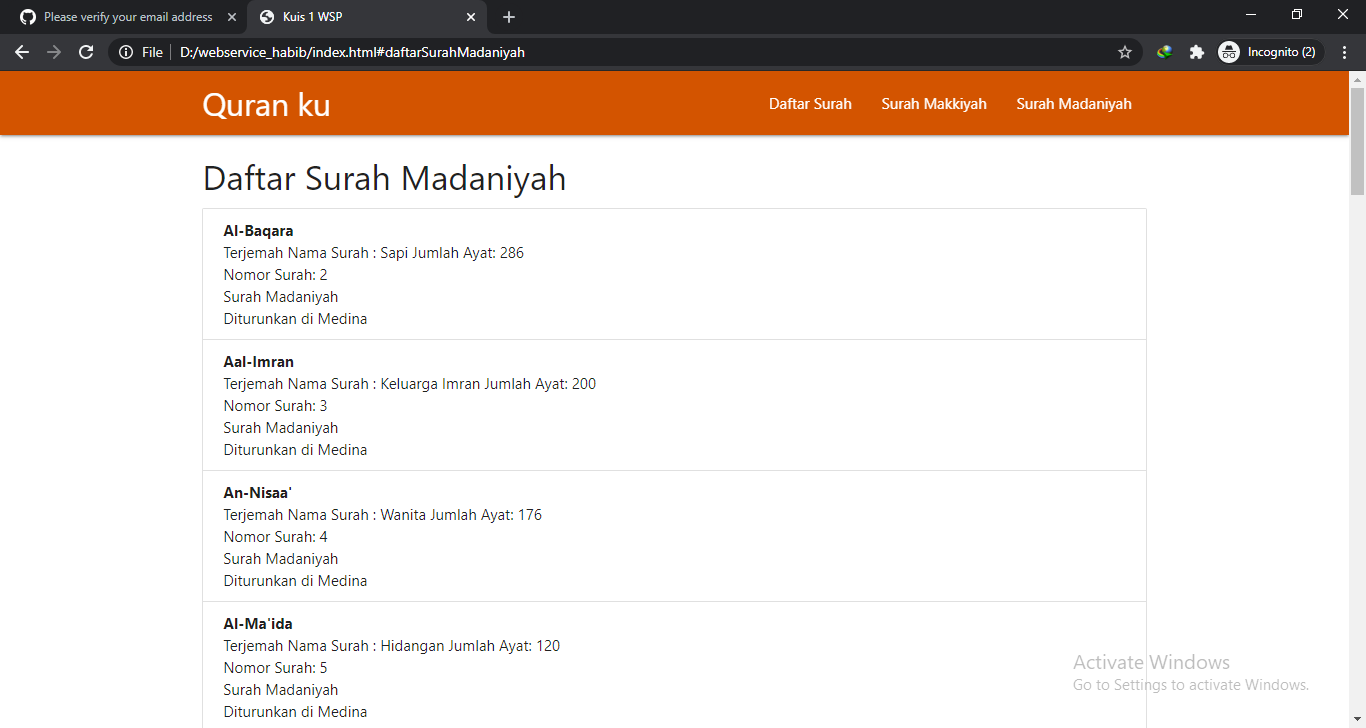 Please verify your email address
Kuis 1 WSP
File
D:/webservice_habib/index.html#daftarSurahMadaniyah
Incognito (2)
Quran ku
Daftar Surah
Surah Makkiyah
Surah Madaniyah
Daftar Surah Madaniyah
Al-Baqara
Terjemah Nama Surah : Sapi Jumlah Ayat: 286
Nomor Surah: 2
Surah Madaniyah
Diturunkan di Medina
Aal-Imran
Terjemah Nama Surah : Keluarga Imran Jumlah Ayat: 200
Nomor Surah: 3
Surah Madaniyah
Diturunkan di Medina
An-Nisaa'
Terjemah Nama Surah : Wanita Jumlah Ayat: 176
Nomor Surah: 4
Surah Madaniyah
Diturunkan di Medina
Al-Ma'ida
Terjemah Nama Surah : Hidangan Jumlah Ayat: 120
Nomor Surah: 5
Surah Madaniyah
Diturunkan di Medina
Activate Windows
Go to Settings to activate Windows.